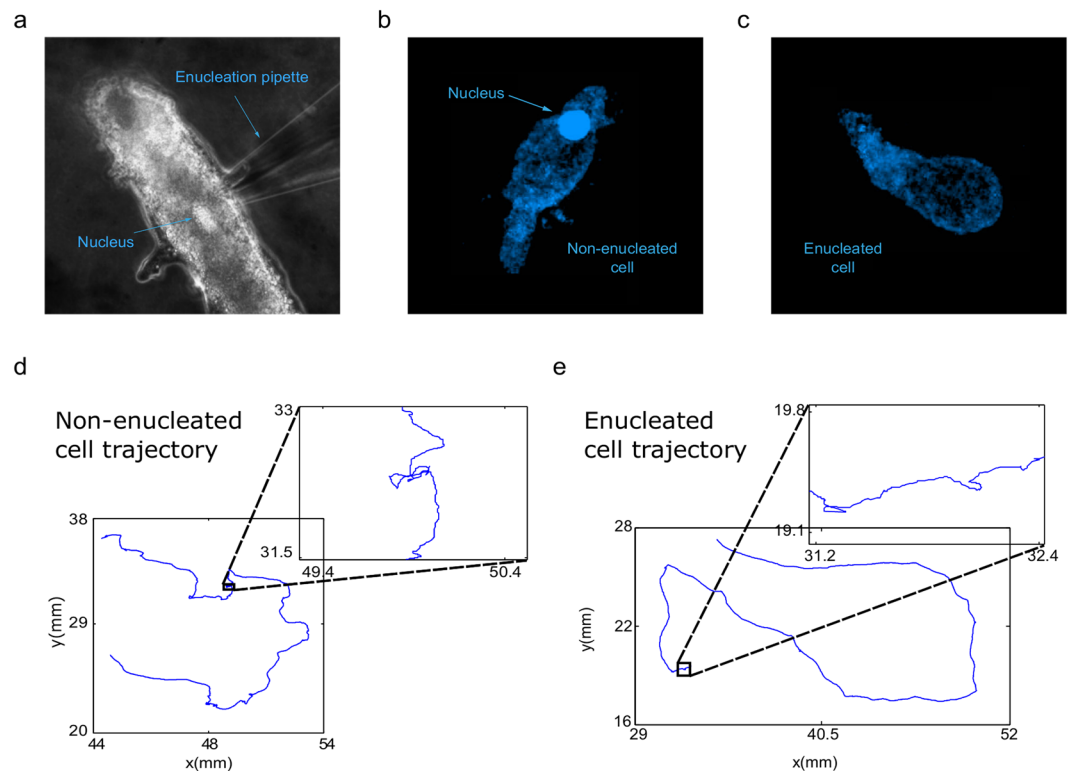 a
b
c
Enucleation pipette
Nucleus
Nucleus
Non-enucleated
cell
Enucleated
cell
d
e
Non-enucleated
cell trajectory
33
31.5
49.4
50.4
38
29
20
44
48
54
y(mm)
x(mm)
Enucleated
cell trajectory
19.8
19.1
31.2
32.4
28
22
16
29
40.5
52
y(mm)
x(mm)